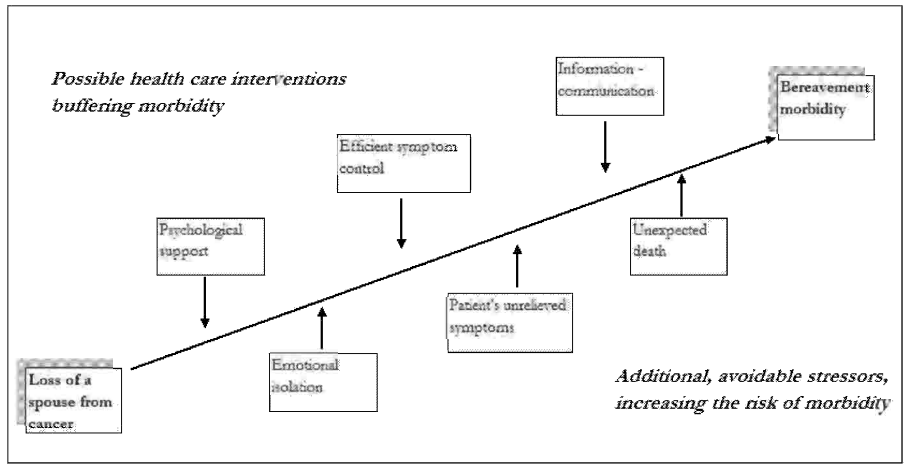 Possible health care interventions
buffering morbidity
Information -
communication
Bereavement
morbidity
Efficient symptom
control
Psychological
support
Unexpected
death
Patient's unrelieved
symptoms
Emotional
isolation
Loss of a
spouse from
cancer
Additional, avoidable stressors,
increasing the risk of morbidity